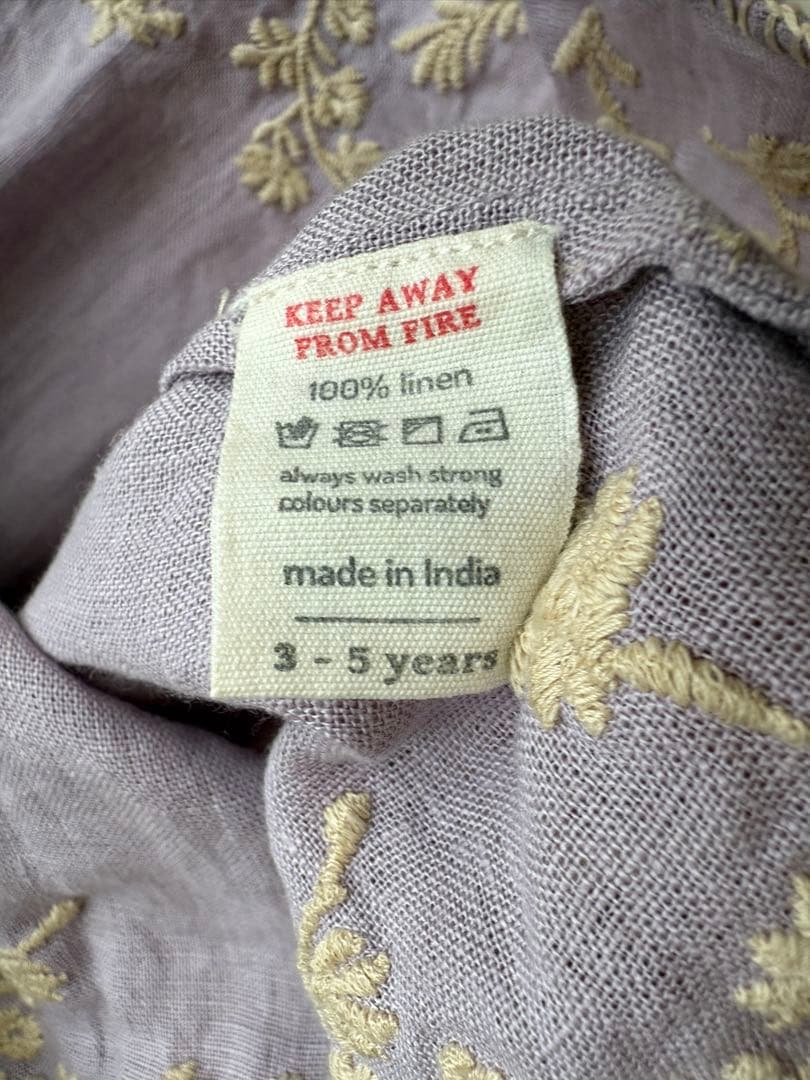 KEEP AWAY
FROM FIRE
100% linen
always wash strong
colours separately
made in India
3 - 5 years